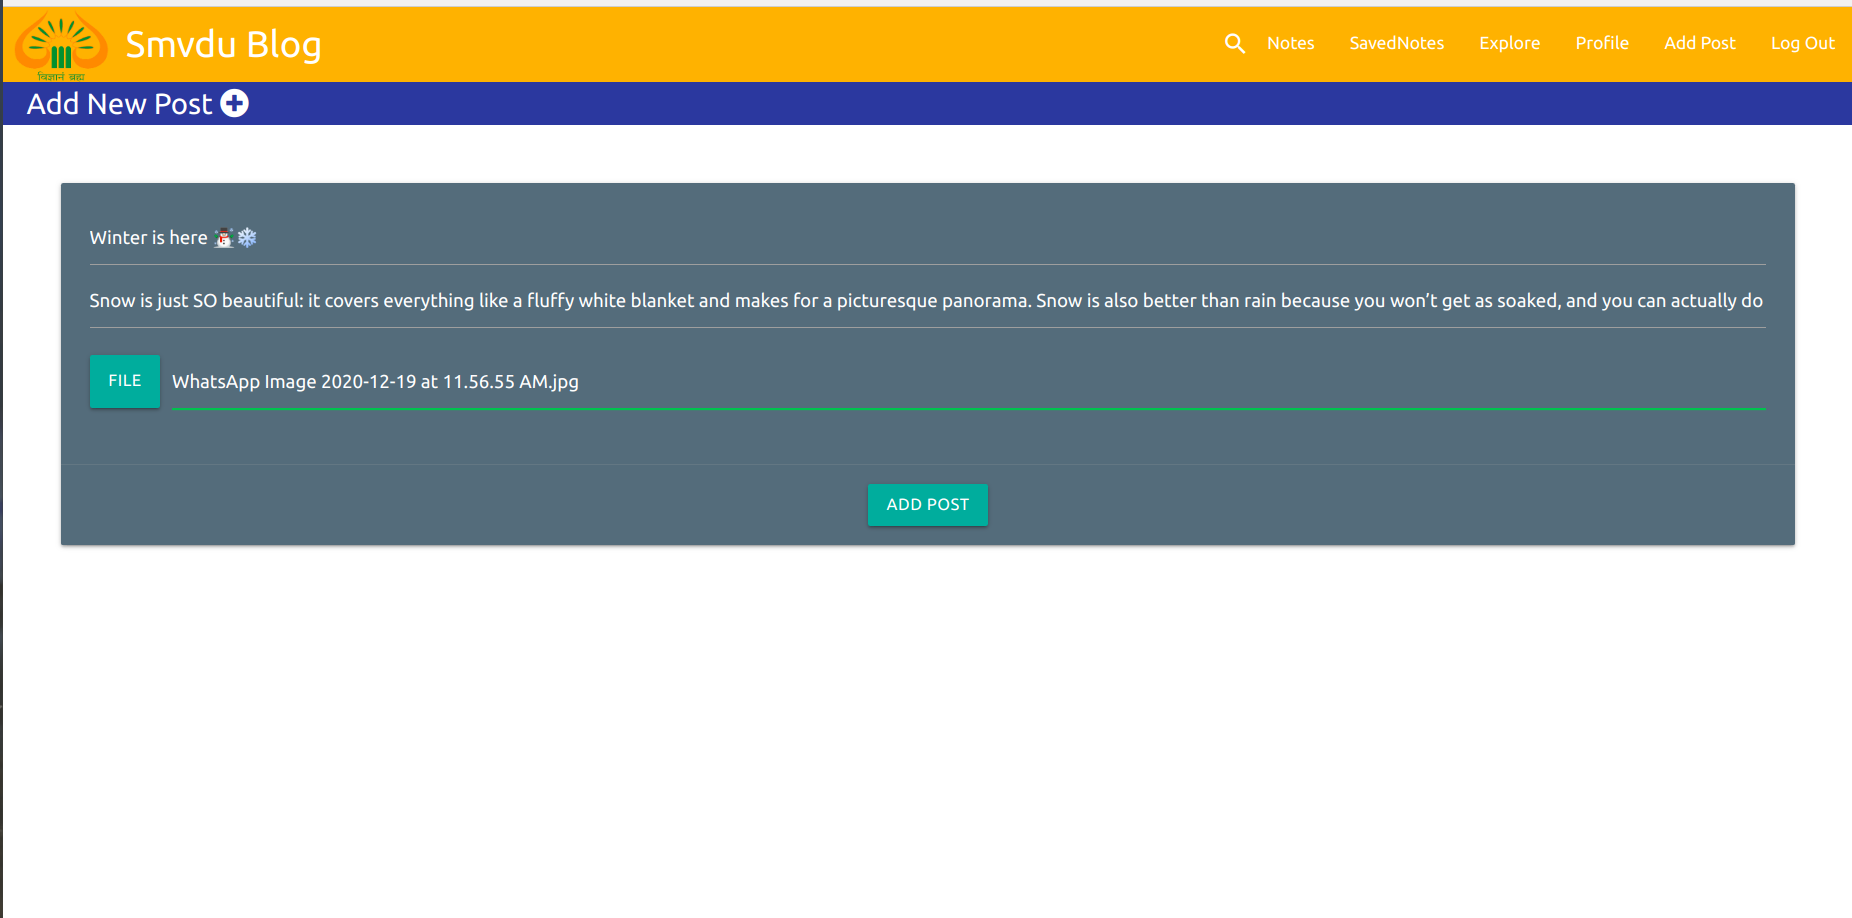 विज्ञानं ब्रह्म
Smvdu Blog
Notes SavedNotes Explore Profile Add Post Log Out
Add New Post
Winter is here ⛄❄️
Snow is just SO beautiful: it covers everything like a fluffy white blanket and makes for a picturesque panorama. Snow is also better than rain because you won’t get as soaked, and you can actually do
FILE WhatsApp Image 2020-12-19 at 11.56.55 AM.jpg
ADD POST